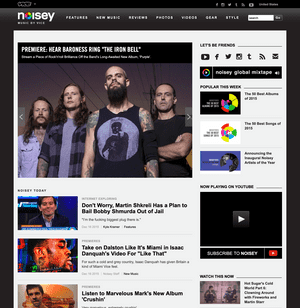 United States
noisey
MUSIC BY VICE
FEATURES
NEW MUSIC
REVIEWS
PHOTOS
VIDEOS
GEAR
STYLE
PREMIERE: HEAR BARONESS RING "THE IRON BELL"
Stream a Piece of Rock'n'roll Brilliance Off the Band's Long-Awaited New Album, 'Purple'.
NOISEY TODAY
Don't Worry, Martin Shkreli Has a Plan to
Bail Bobby Shmurda Out of Jail
"I'm the fucking biggest plug there is."
Take on Dalston Like It's Miami in Isaac
Danquah's Video For "Like That"
For such a cold and grey country, Isaac Danquah has given Britain a
kind of Miami Vice feel.
Listen to Marvelous Mark's New Album
'Crushin'
LET'S BE FRIENDS
noisey global mixtape
POPULAR THIS WEEK
The 50 Best Albums
of 2015
The 50 Best Songs of
2015
Announcing the
Inaugural Noisey
Artists of the Year
NOW PLAYING ON YOUTUBE
SUBSCRIBE TO NOISEY
WATCH THIS NOW
Hot Sugar's Cold
World Part 5:
Clowning Around
with Fireworks and
Martin Starr